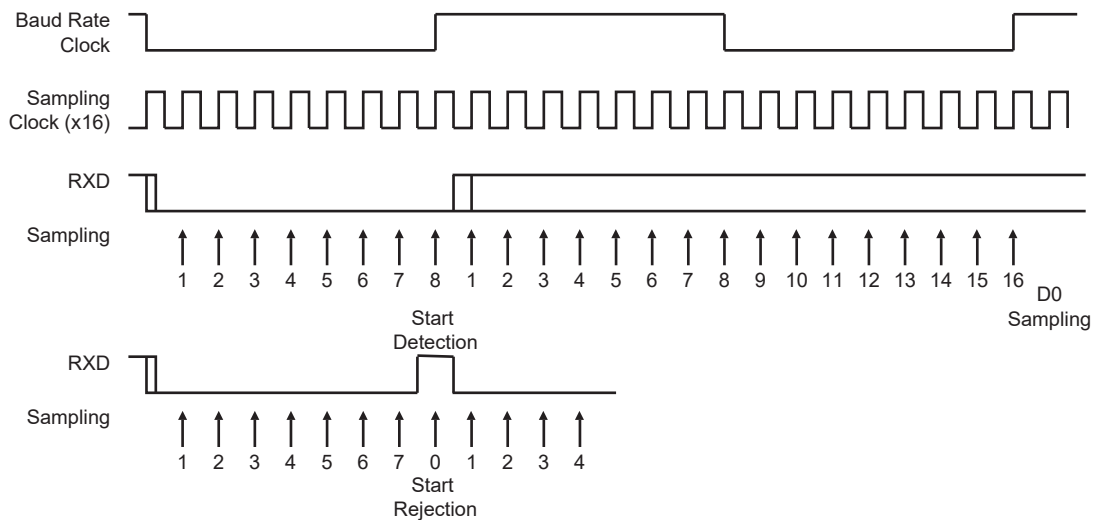 Baud Rate
Clock
Sampling
Clock (x16)
RXD
Sampling
1 2 3 4 5 6 7 8 1 2 3 4 5 6 7 8 9 10 11 12 13 14 15 16
D0
Sampling
Start
Detection
RXD
Sampling
1 2 3 4 5 6 7 0 1 2 3 4
Start
Rejection